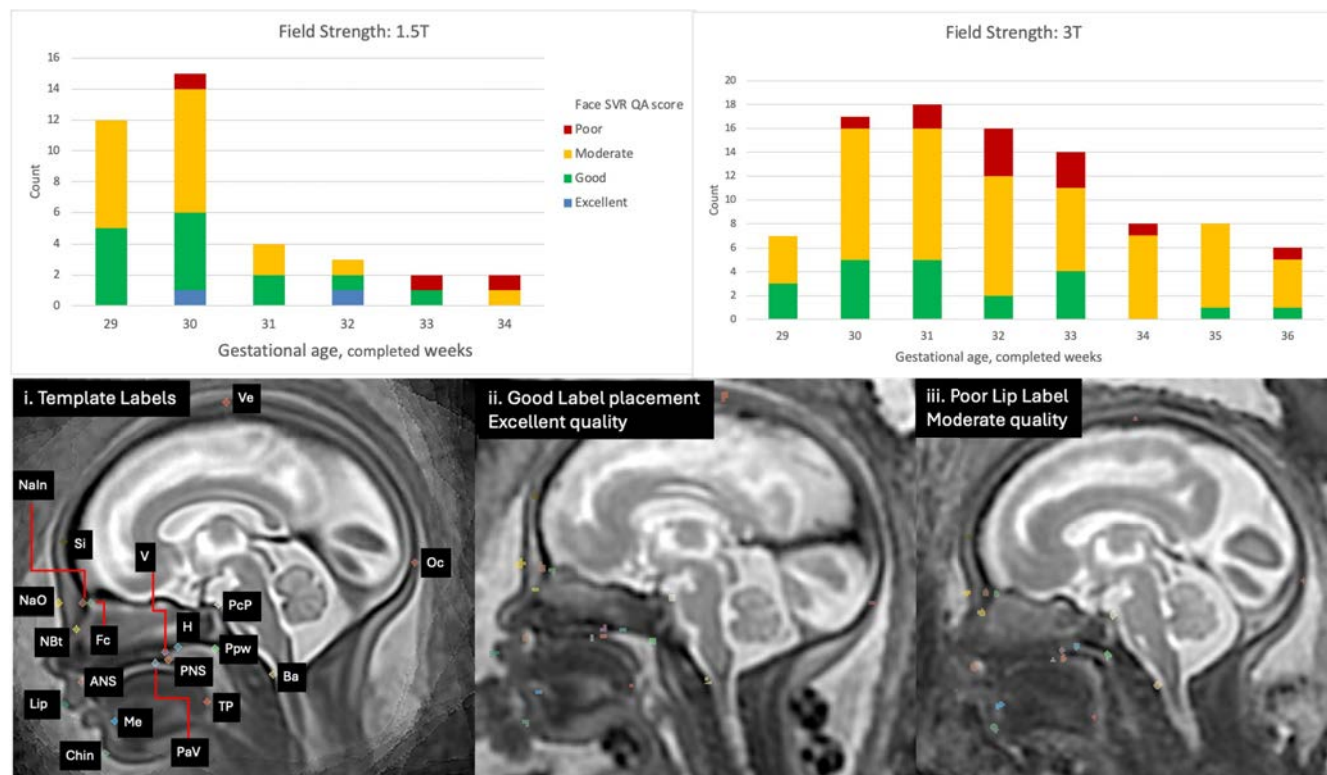 Field Strength: 1.5T
16
14
12
10
8
6
4
2
0
Count
29 30 31 32 33 34
Gestational age, completed weeks
Face SVR QA score
Poor
Moderate
Good
Excellent
Field Strength: 3T
20
18
16
14
12
10
8
6
4
2
0
Count
29 30 31 32 33 34 35 36
Gestational age, completed weeks
i. Template Labels
Ve
NaIn
Si
V
Oc
NaO
PcP
Fc
H
NBt
Ppw
PNS
ANS
Ba
Lip
TP
Me
Chin
PaV
ii. Good Label placement
Excellent quality
iii. Poor Lip Label
Moderate quality